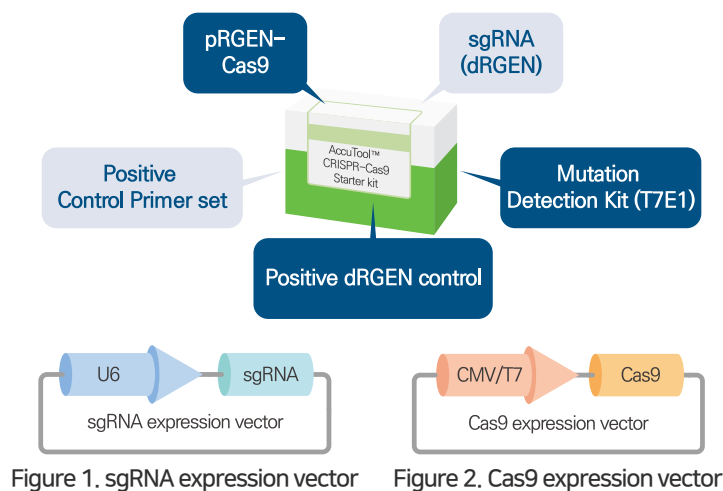 pRGEN-
Cas9
sgRNA
(dRGEN)
AccuTool™
CRISPR-Cas9
Starter kit
Positive
Control Primer set
Mutation
Detection Kit (T7E1)
Positive dRGEN control
U6
sgRNA
sgRNA expression vector
CMV/T7
Cas9
Cas9 expression vector
Figure 1. sgRNA expression vector
Figure 2. Cas9 expression vector